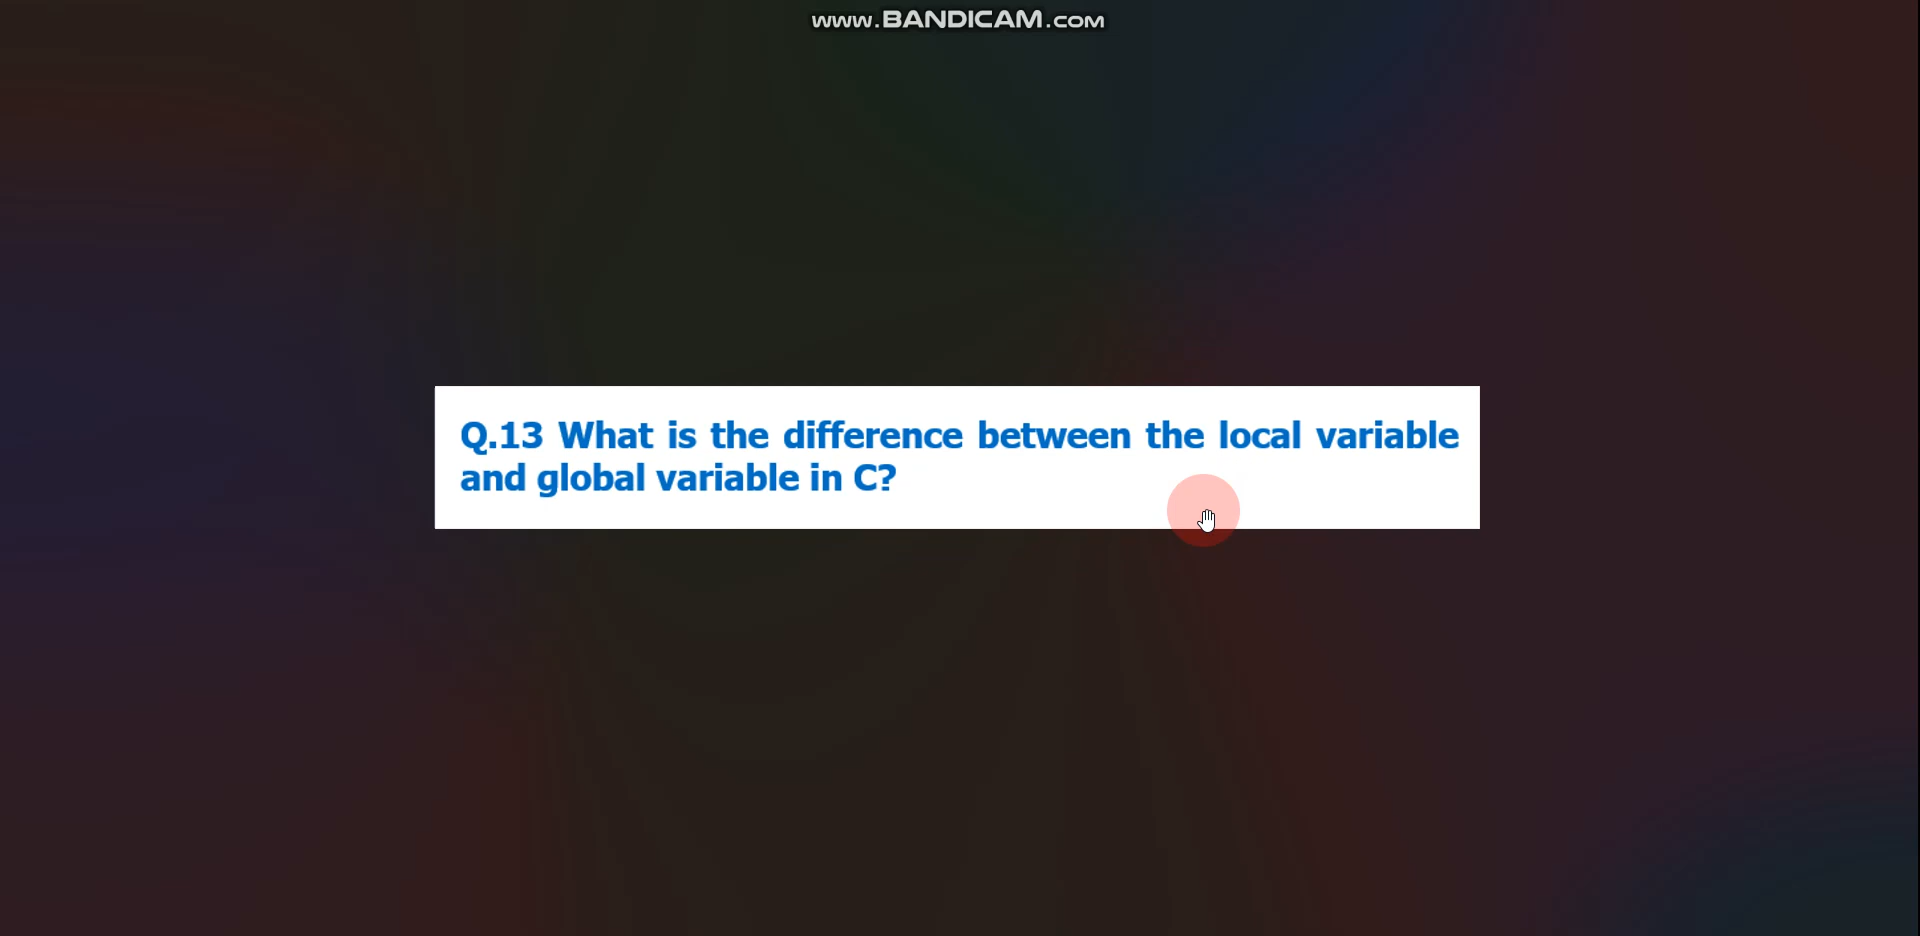 www.BANDICAM.COM
Q.13 What is the difference between the local variable
and global variable in C?